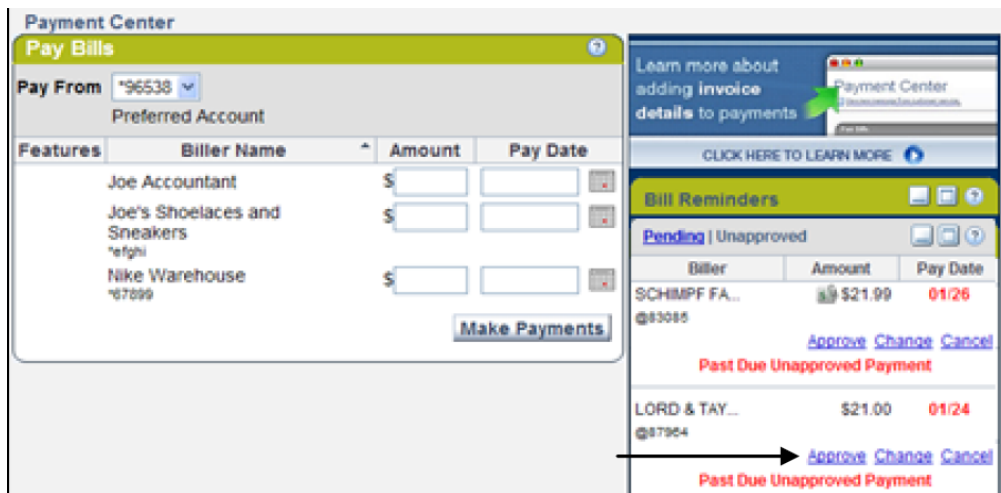 Payment Center
Pay Bills
Pay From *96538
Preferred Account
Features Biller Name Amount Pay Date
Joe Accountant $
Joe's Shoelaces and $
Sneakers
*efghi
Nike Warehouse $
*67899
Make Payments
Learn more about
adding invoice
details to payments
Payment Center
CLICK HERE TO LEARN MORE
Bill Reminders
Pending | Unapproved
Biller Amount Pay Date
SCHIMPF FA... $21.99 01/26
@83085
Approve Change Cancel
Past Due Unapproved Payment
LORD & TAY... $21.00 01/24
@87964
Approve Change Cancel
Past Due Unapproved Payment